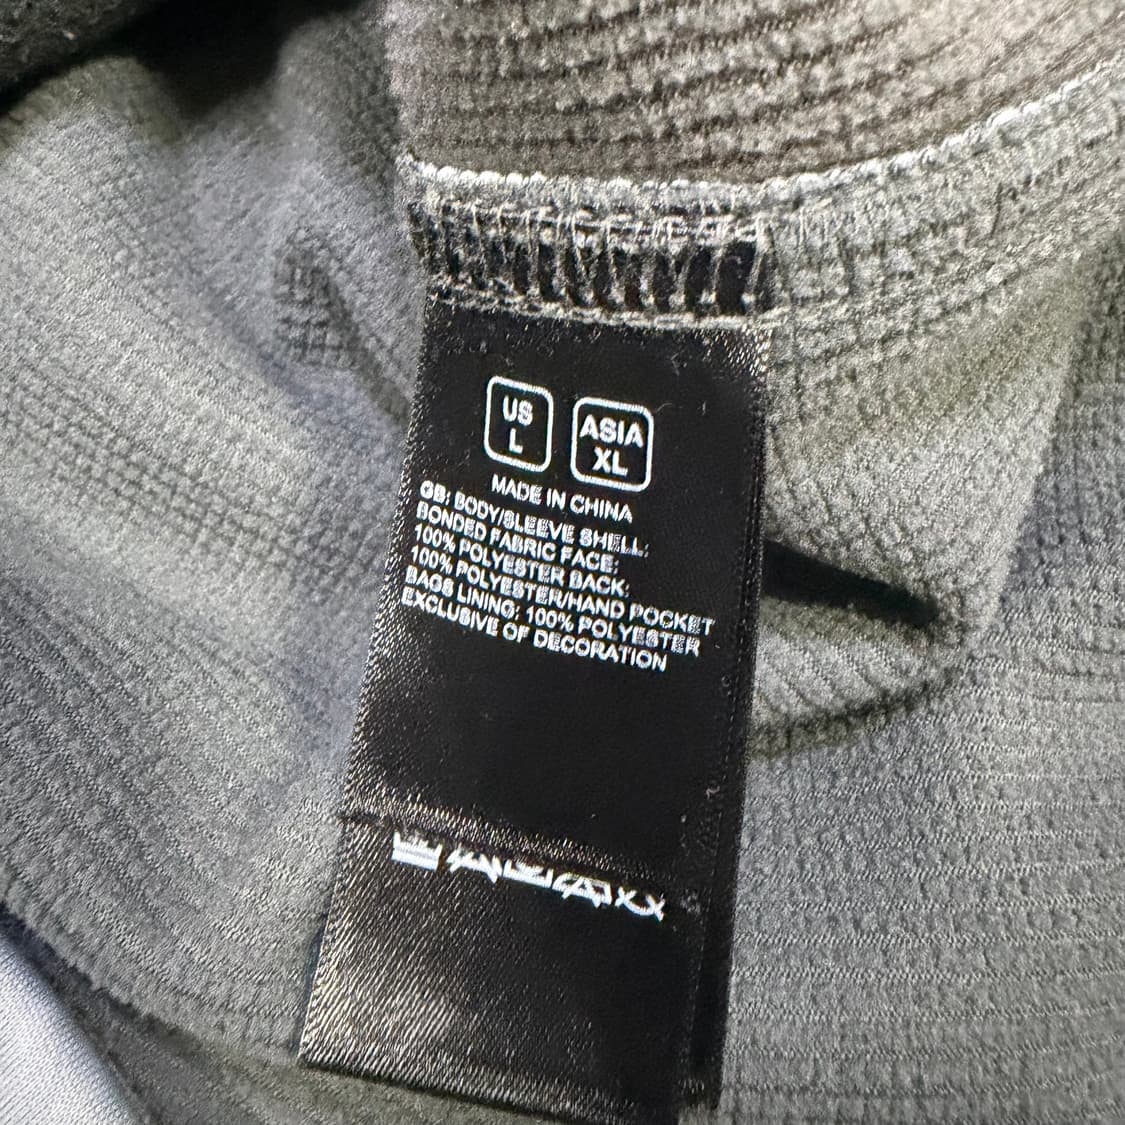 US
L
ASIA
XL
MADE IN CHINA
GB: BODY/SLEEVE SHELL:
BONDED FABRIC FACE:
100% POLYESTER BACK:
100% POLYESTER/HAND POCKET
BAGS LINING: 100% POLYESTER
EXCLUSIVE OF DECORATION